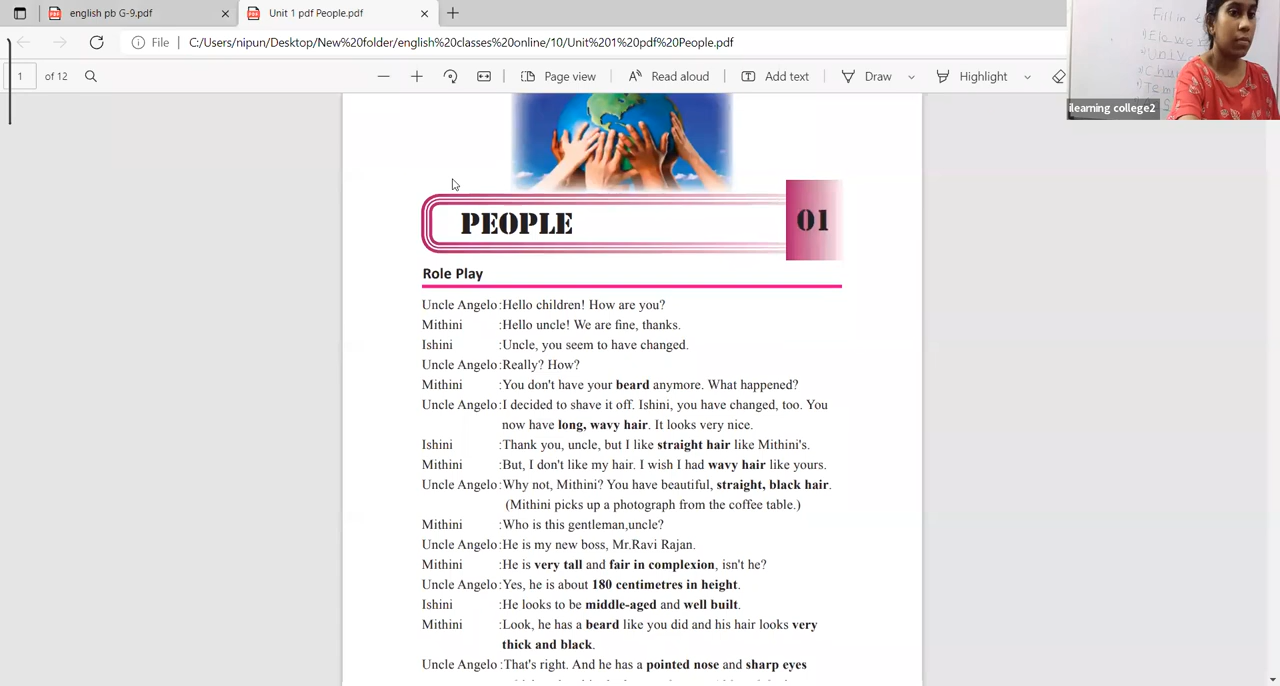 english pb G-9.pdf
Unit 1 pdf People.pdf
File
C:/Users/nipun/Desktop/New%20folder/english%20classes%20online/10/Unit%201%20pdf%20People.pdf
1 of 12
Page view
Read aloud
Add text
Draw
Highlight
Fill in
ilearning college2
PEOPLE
01
Role Play
Uncle Angelo :Hello children! How are you?
Mithini :Hello uncle! We are fine, thanks.
Ishini :Uncle, you seem to have changed.
Uncle Angelo :Really? How?
Mithini :You don't have your beard anymore. What happened?
Uncle Angelo :I decided to shave it off. Ishini, you have changed, too. You
now have long, wavy hair. It looks very nice.
Ishini :Thank you, uncle, but I like straight hair like Mithini's.
Mithini :But, I don't like my hair. I wish I had wavy hair like yours.
Uncle Angelo :Why not, Mithini? You have beautiful, straight, black hair.
(Mithini picks up a photograph from the coffee table.)
Mithini :Who is this gentleman,uncle?
Uncle Angelo :He is my new boss, Mr.Ravi Rajan.
Mithini :He is very tall and fair in complexion, isn't he?
Uncle Angelo :Yes, he is about 180 centimetres in height.
Ishini :He looks to be middle-aged and well built.
Mithini :Look, he has a beard like you did and his hair looks very
thick and black.
Uncle Angelo :That's right. And he has a pointed nose and sharp eyes